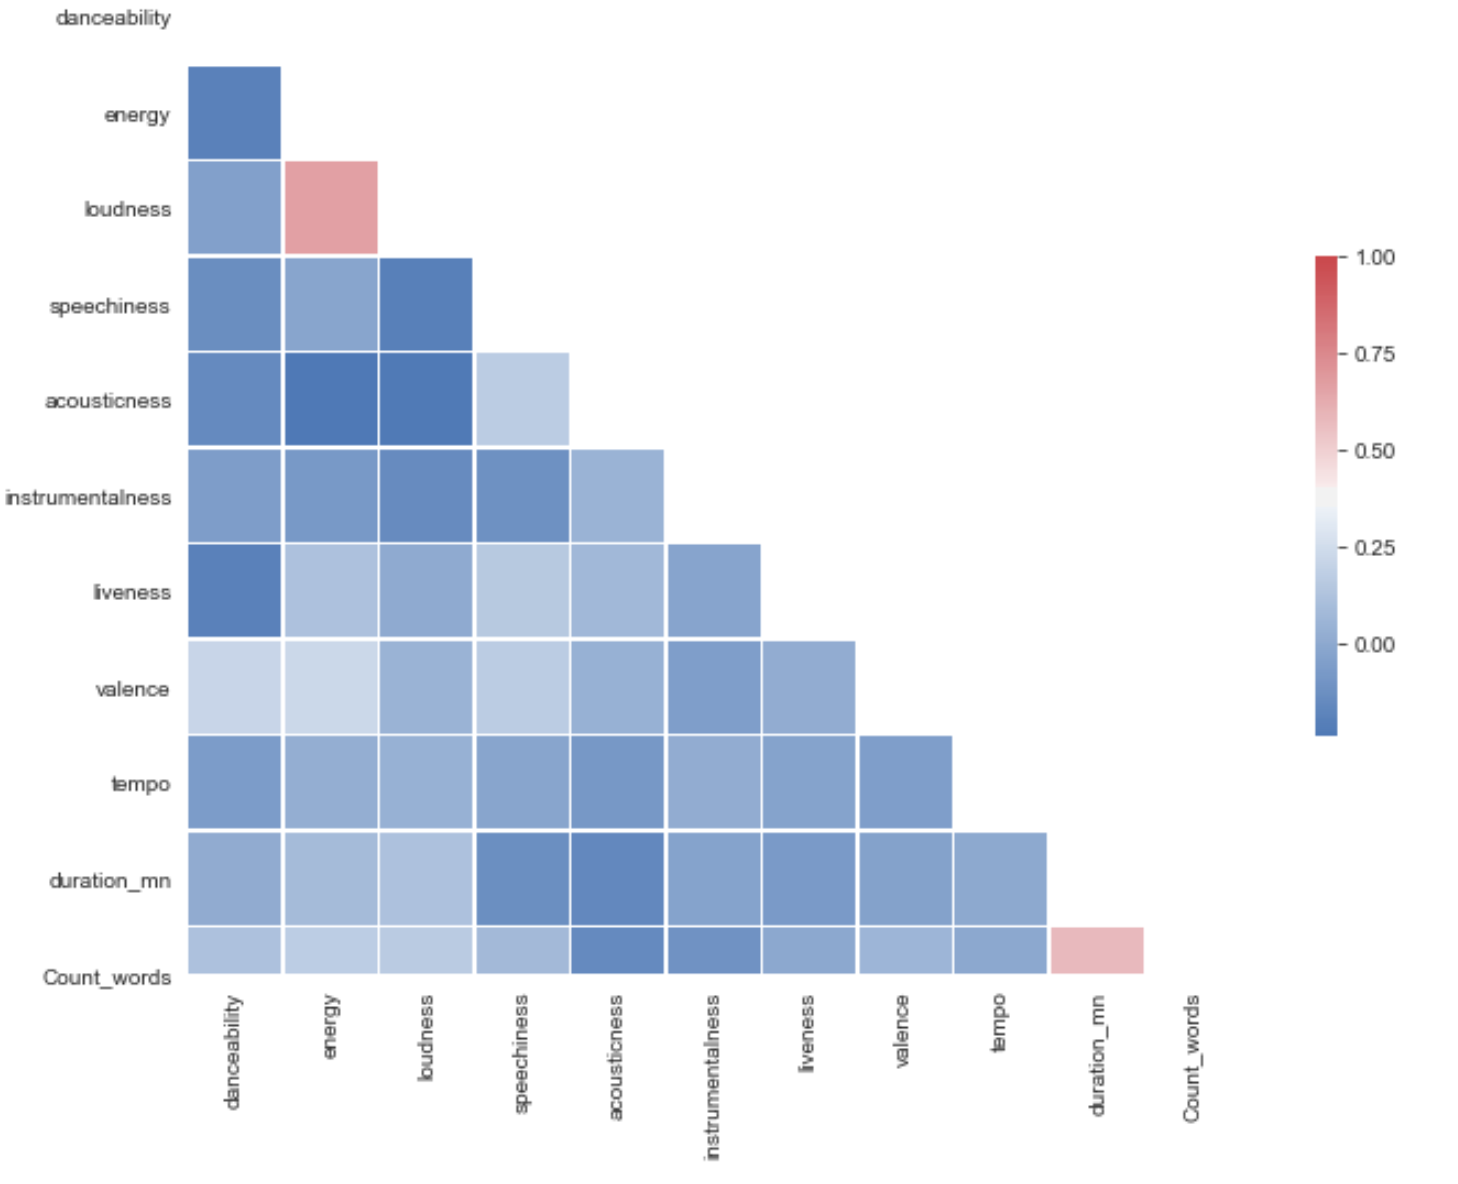 danceability
energy
loudness
speechiness
acousticness
instrumentalness
liveness
valence
tempo
duration_mn
Count_words
danceability
energy
loudness
speechiness
acousticness
instrumentalness
liveness
valence
tempo
duration_mn
Count_words
1.00
0.75
0.50
0.25
0.00